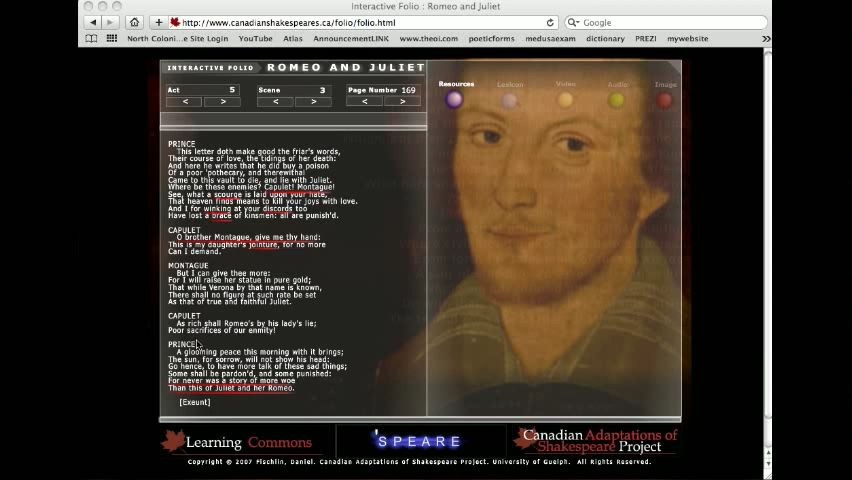 Interactive Folio : Romeo and Juliet
http://www.canadianshakespeares.ca/folio/folio.html
Google
North Coloni...e Site Login YouTube Atlas AnnouncementLINK www.theoi.com poeticforms medusaexam dictionary PREZI mywebsite
INTERACTIVE FOLIO ROMEO AND JULIET
Act 5 Scene 3 Page Number 169
< > < > < >
Resources Lexicon Video Audio Image
PRINCE
This letter doth make good the friar's words,
Their course of love, the tidings of her death:
And here he writes that he did buy a poison
Of a poor 'pothecary, and therewithal
Came to this vault to die, and lie with Juliet.
Where be these enemies? Capulet! Montague!
See, what a scourge is laid upon your hate,
That heaven finds means to kill your joys with love.
And I for winking at your discords too
Have lost a brace of kinsmen: all are punish'd.
CAPULET
O brother Montague, give me thy hand:
This is my daughter's jointure, for no more
Can I demand.
MONTAGUE
But I can give thee more:
For I will raise her statue in pure gold;
That while Verona by that name is known,
There shall no figure at such rate be set
As that of true and faithful Juliet.
CAPULET
As rich shall Romeo's by his lady's lie;
Poor sacrifices of our enmity!
PRINCE
A glooming peace this morning with it brings;
The sun, for sorrow, will not show his head:
Go hence, to have more talk of these sad things;
Some shall be pardon'd, and some punished:
For never was a story of more woe
Than this of Juliet and her Romeo.
[Exeunt]
Learning Commons
'SPEARE
Canadian Adaptations of
Shakespeare Project
Copyright © 2007 Fischlin, Daniel. Canadian Adaptations of Shakespeare Project. University of Guelph. All Rights Reserved.